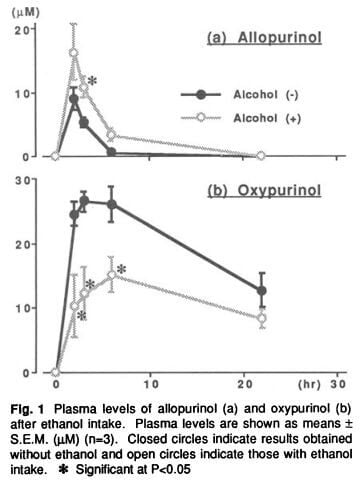 (μM)
(a) Allopurinol
20
10
0
Alcohol (-)
Alcohol (+)
*
30
(b) Oxypurinol
20
10
0
*
*
*
(hr)
0
10
20
30
Fig. 1 Plasma levels of allopurinol (a) and oxypurinol (b)
after ethanol intake. Plasma levels are shown as means ±
S.E.M. (μM) (n=3). Closed circles indicate results obtained
without ethanol and open circles indicate those with ethanol
intake. * Significant at P<0.05